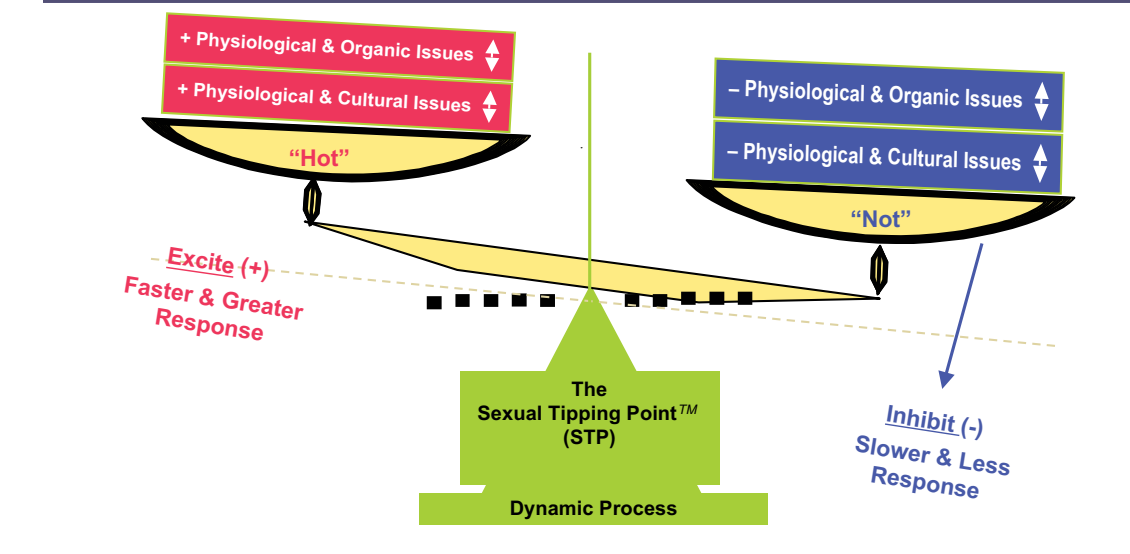 + Physiological & Organic Issues
+ Physiological & Cultural Issues
“Hot”
– Physiological & Organic Issues
– Physiological & Cultural Issues
“Not”
Excite (+)
Faster & Greater
Response
The
Sexual Tipping Point™
(STP)
Dynamic Process
Inhibit (-)
Slower & Less
Response